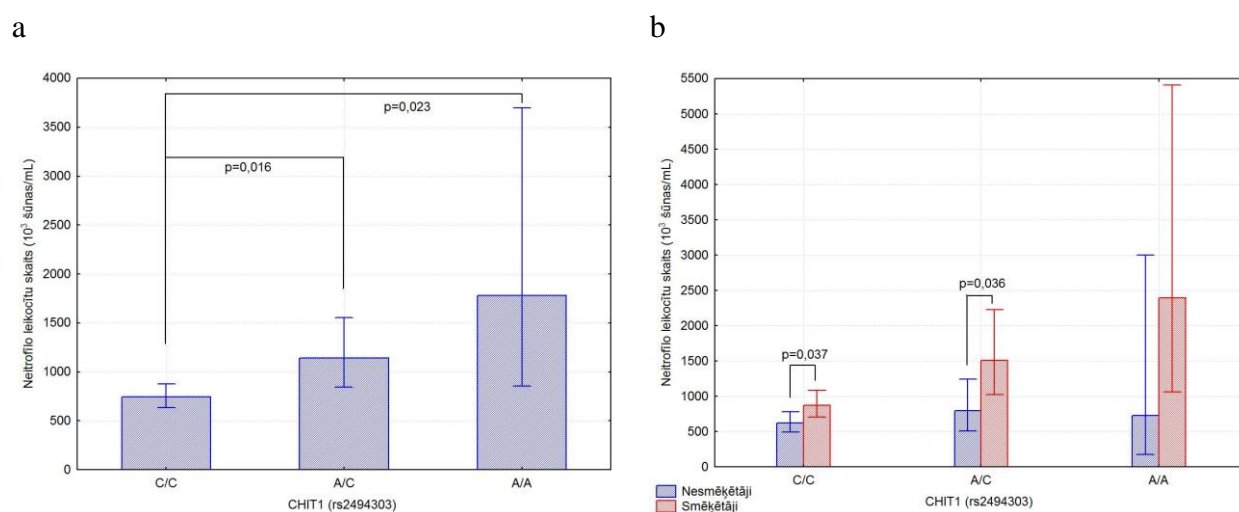 a
b
4000
3500
3000
2500
2000
1500
1000
500
0
Neitrofīlo leikocītu skaits (10³ šūnas/mL)
p=0,023
p=0,016
C/C
A/C
A/A
CHIT1 (rs2494303)
5500
5000
4500
4000
3500
3000
2500
2000
1500
1000
500
0
Neitrofīlo leikocītu skaits (10³ šūnas/mL)
p=0,037
p=0,036
C/C
A/C
A/A
CHIT1 (rs2494303)
Nesmēķētāji
Smēķētāji